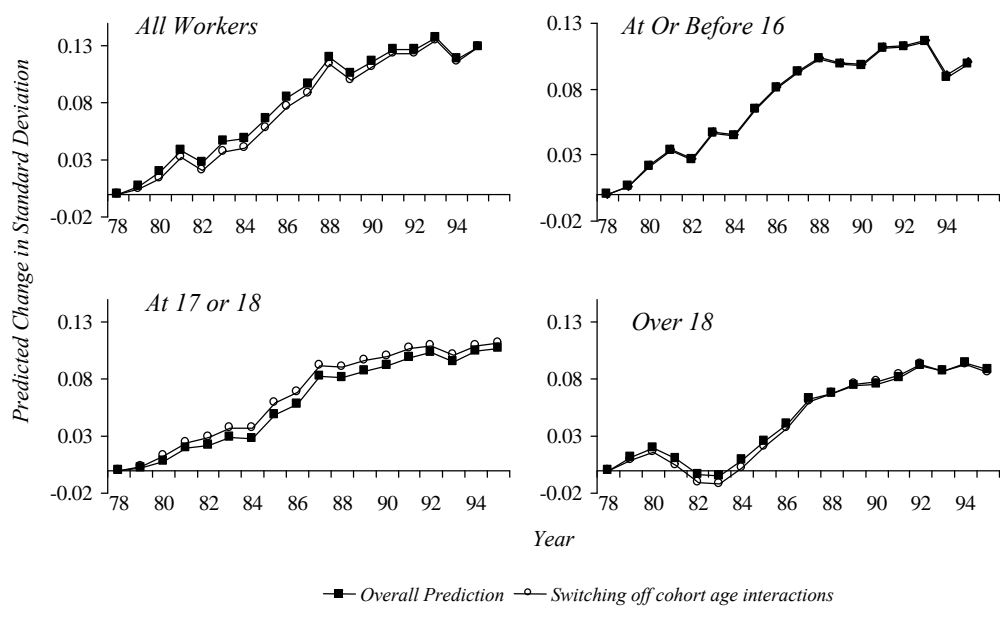 All Workers
0.13
0.08
0.03
-0.02
78 80 82 84 86 88 90 92 94
At Or Before 16
0.13
0.08
0.03
-0.02
78 80 82 84 86 88 90 92 94
Predicted Change in Standard Deviation
At 17 or 18
0.13
0.08
0.03
-0.02
78 80 82 84 86 88 90 92 94
Over 18
0.13
0.08
0.03
-0.02
78 80 82 84 86 88 90 92 94
Year
Overall Prediction Switching off cohort age interactions